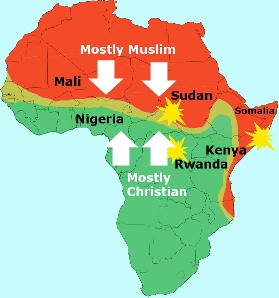 Mostly Muslim
Mali
Sudan
Somalia
Nigeria
Kenya
Rwanda
Mostly
Christian